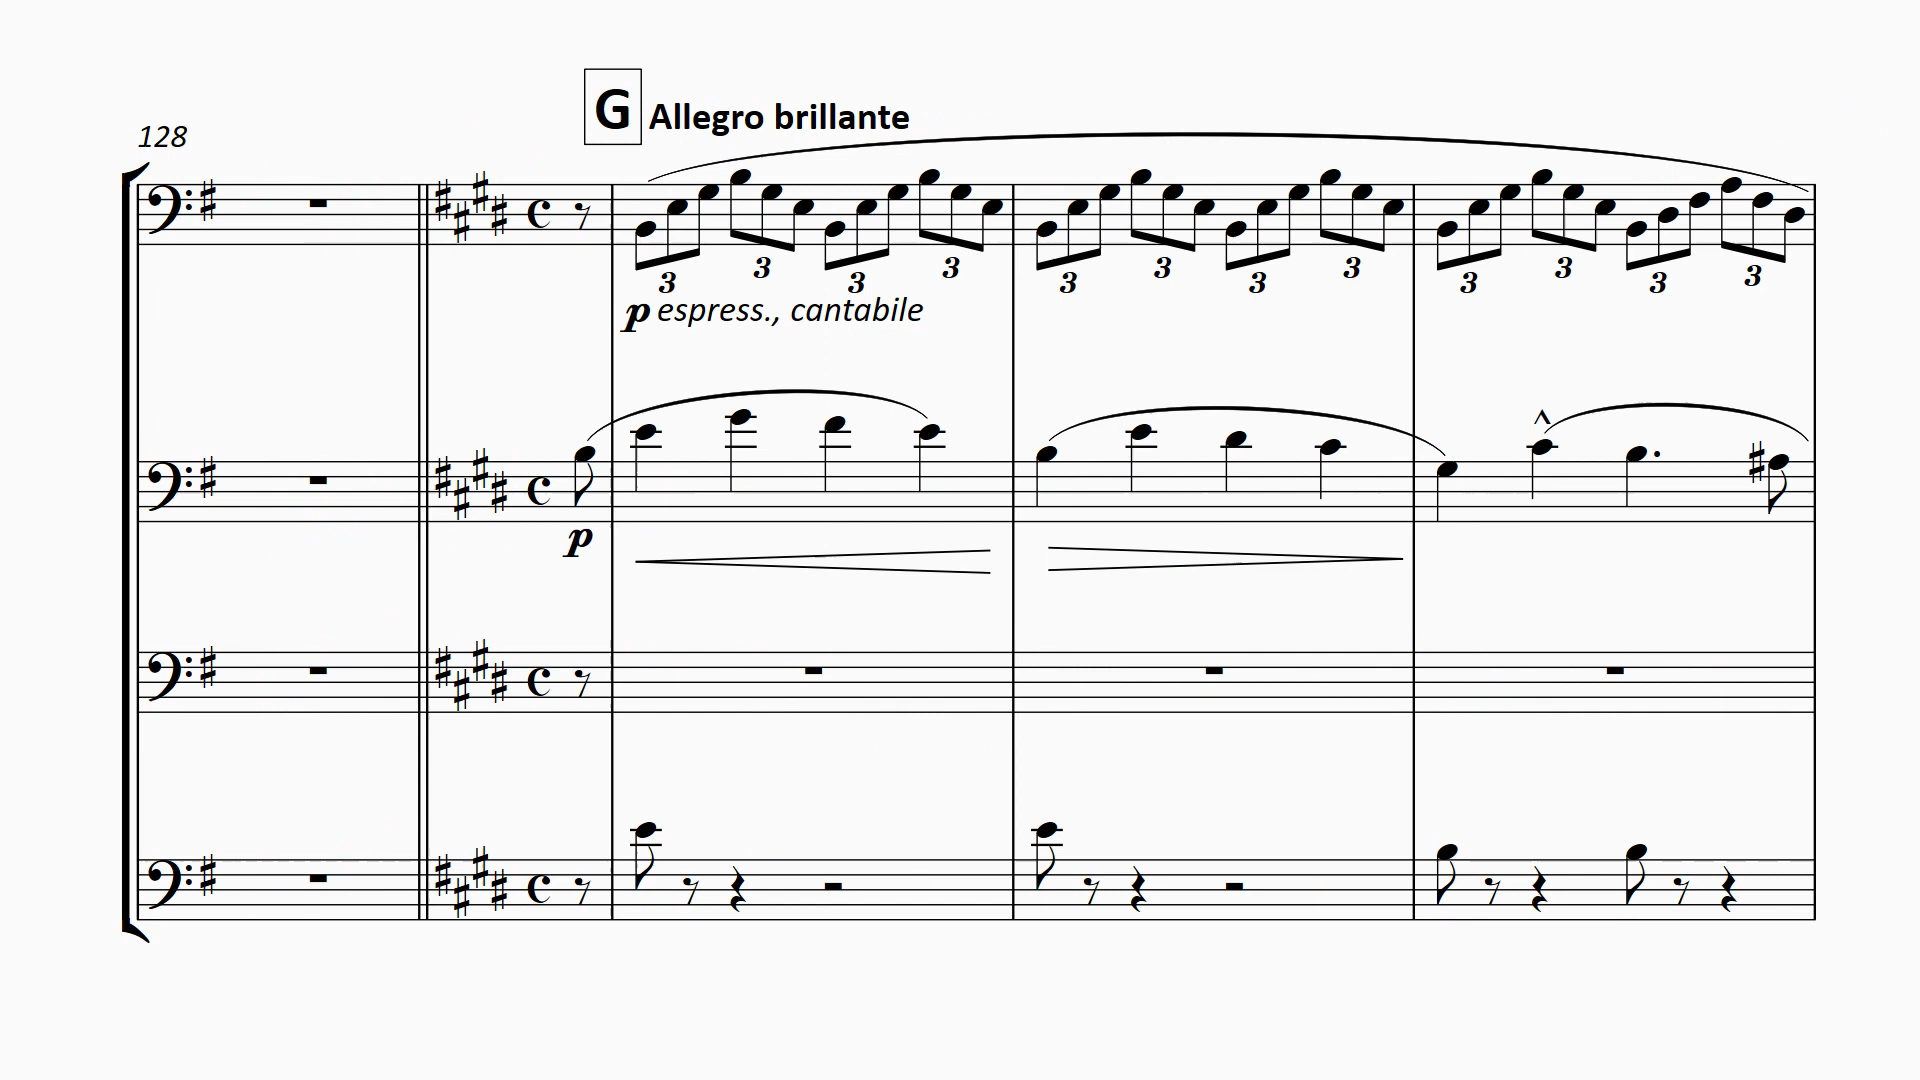 G Allegro brillante
128
3 3 3 3 3 3 3 3 3 3 3 3
p espress., cantabile
p